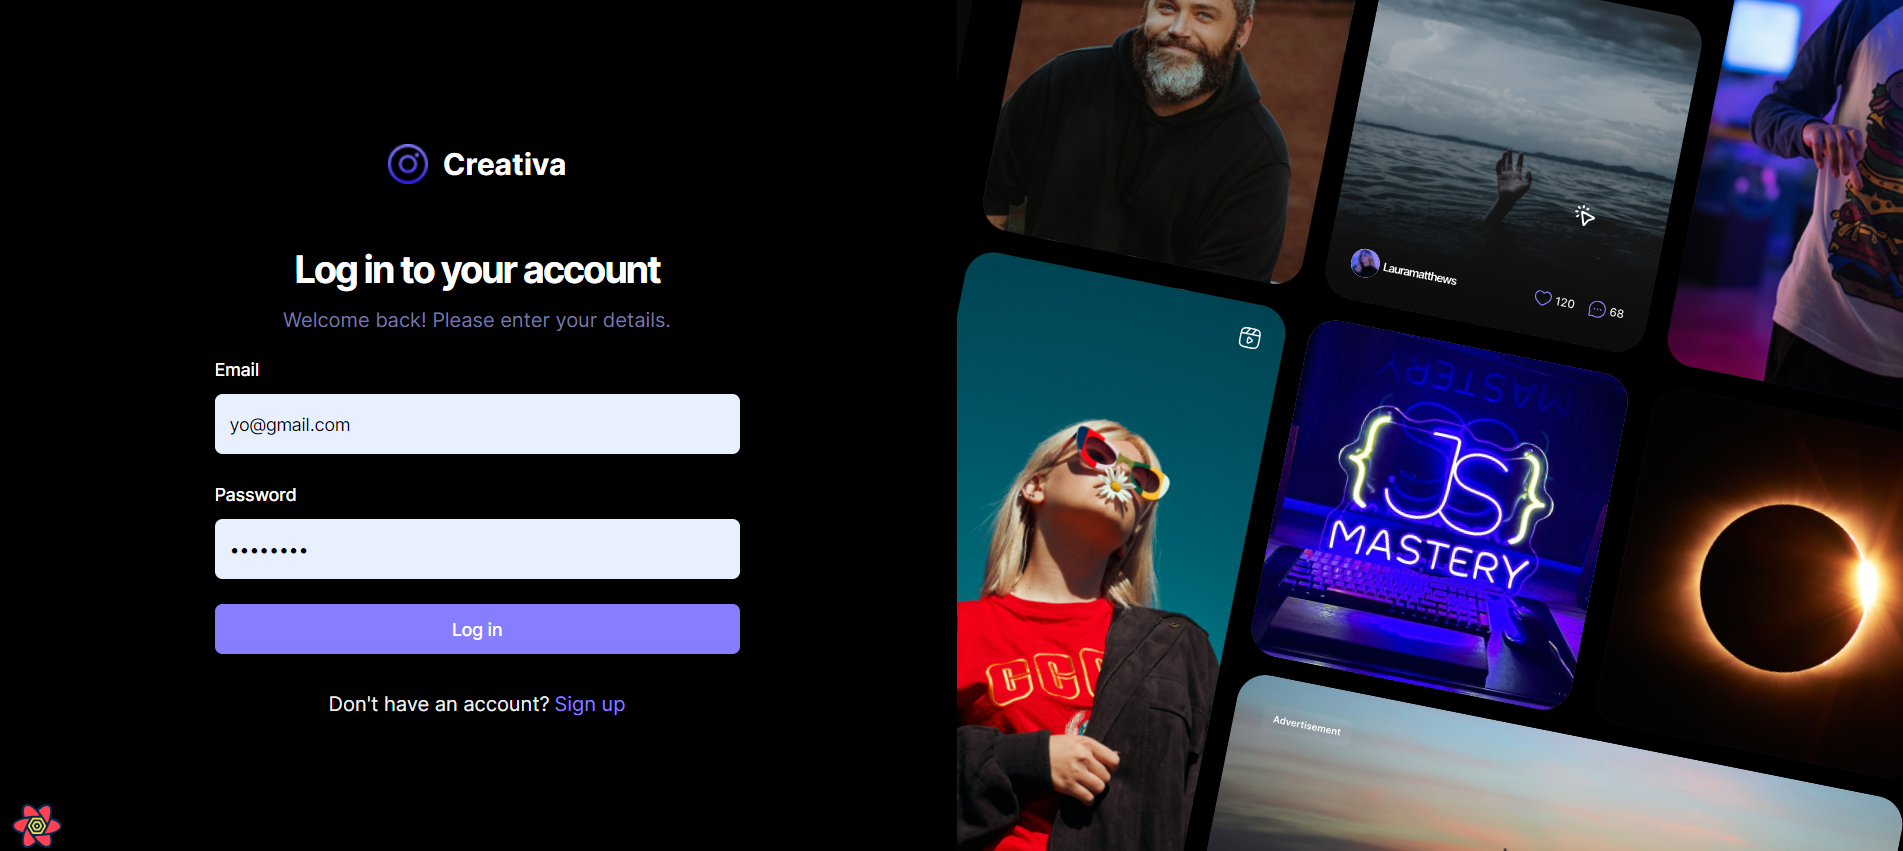 Creativa
Log in to your account
Welcome back! Please enter your details.
Email
yo@gmail.com
Password
Log in
Don't have an account? Sign up
Lauramatthews
120
68
MASTERY
{JS}
MASTERY
CCC
Advertisement